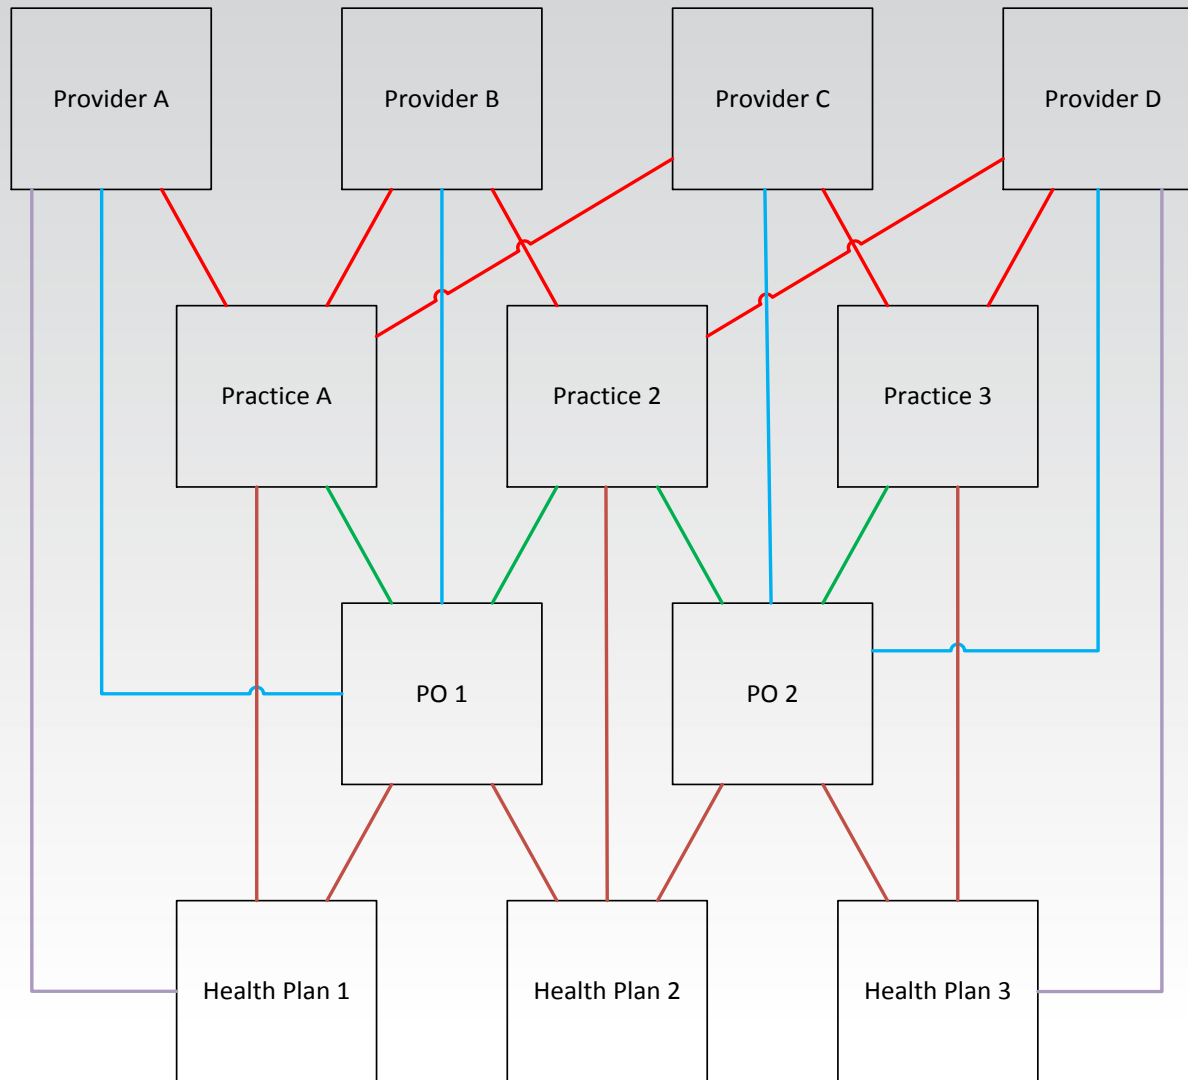 Provider A
Provider B
Provider C
Provider D
Practice A
Practice 2
Practice 3
PO 1
PO 2
Health Plan 1
Health Plan 2
Health Plan 3